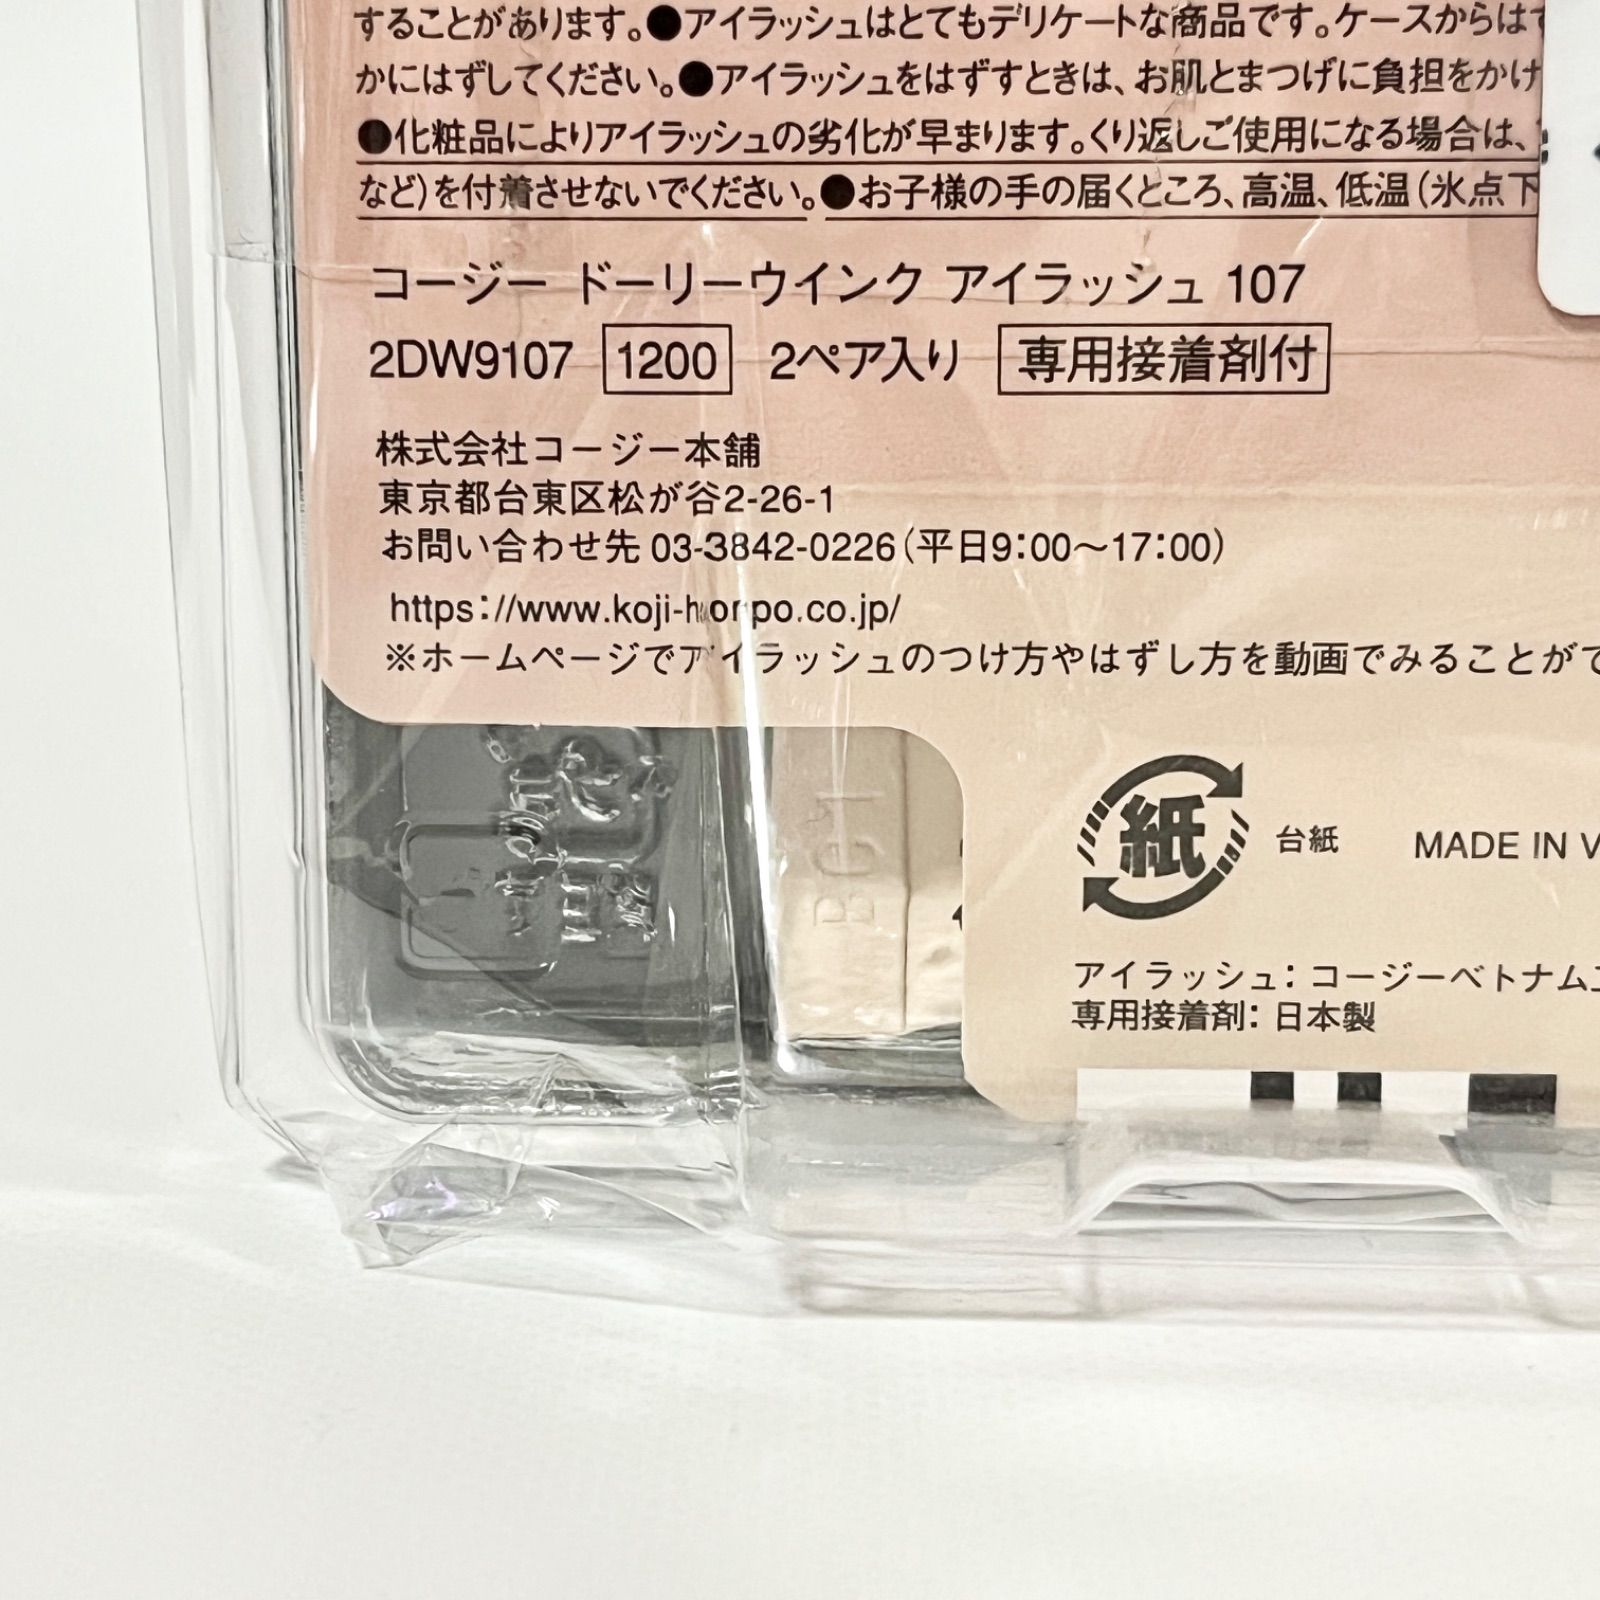 することがあります。●アイラッシュはとてもデリケートな商品です。ケースからはず
かにはずしてください。●アイラッシュをはずすときは、お肌とまつげに負担をかけ
●化粧品によりアイラッシュの劣化が早まります。くり返しご使用になる場合は、
など)を付着させないでください。●お子様の手の届くところ、高温、低温(氷点下
コージー ドーリーウインク アイラッシュ 107
2DW9107 1200 2ペア入り 専用接着剤付
株式会社コージー本舗
東京都台東区松が谷2-26-1
お問い合わせ先 03-3842-0226(平日9:00〜17:00)
https://www.koji-honpo.co.jp/
※ホームページでアイラッシュのつけ方やはずし方を動画でみることがで
紙 台紙 MADE IN V
アイラッシュ: コージーベトナム工
専用接着剤: 日本製